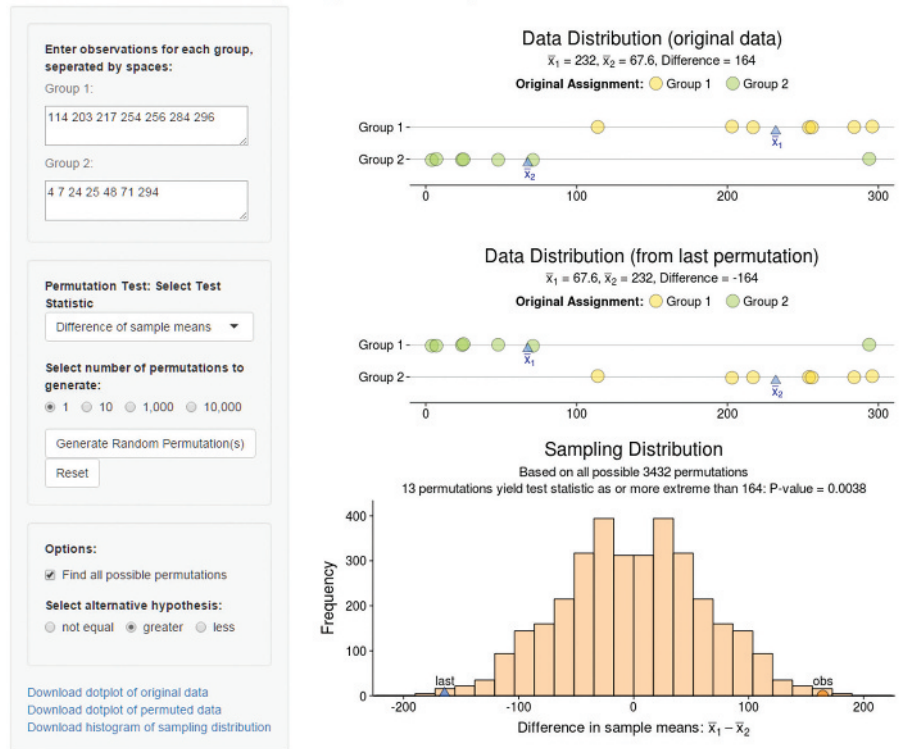 Enter observations for each group,
seperated by spaces:
Group 1:
114 203 217 254 256 284 296
Group 2:
4 7 24 25 48 71 294
Permutation Test: Select Test
Statistic
Difference of sample means
Select number of permutations to
generate:
1 10 1,000 10,000
Generate Random Permutation(s)
Reset
Options:
Find all possible permutations
Select alternative hypothesis:
not equal greater less
Download dotplot of original data
Download dotplot of permuted data
Download histogram of sampling distribution
Data Distribution (original data)
x̅₁ = 232, x̅₂ = 67.6, Difference = 164
Original Assignment: Group 1 Group 2
Group 1
x̅₁
Group 2
x̅₂
0 100 200 300
Data Distribution (from last permutation)
x̅₁ = 67.6, x̅₂ = 232, Difference = -164
Original Assignment: Group 1 Group 2
Group 1
x̅₁
Group 2
x̅₂
0 100 200 300
Sampling Distribution
Based on all possible 3432 permutations
13 permutations yield test statistic as or more extreme than 164: P-value = 0.0038
Frequency
400
300
200
100
0
last obs
-200 -100 0 100 200
Difference in sample means: x̅₁ − x̅₂